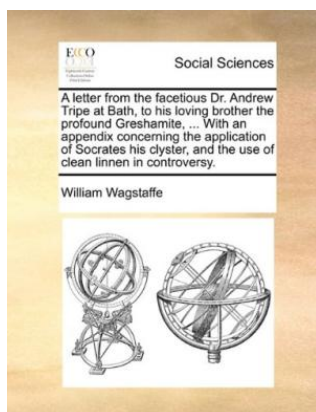 ECCO
Social Sciences
A letter from the facetious Dr. Andrew
Tripe at Bath, to his loving brother the
profound Greshamite, ... With an
appendix concerning the application
of Socrates his clyster, and the use of
clean linnen in controversy.
William Wagstaffe